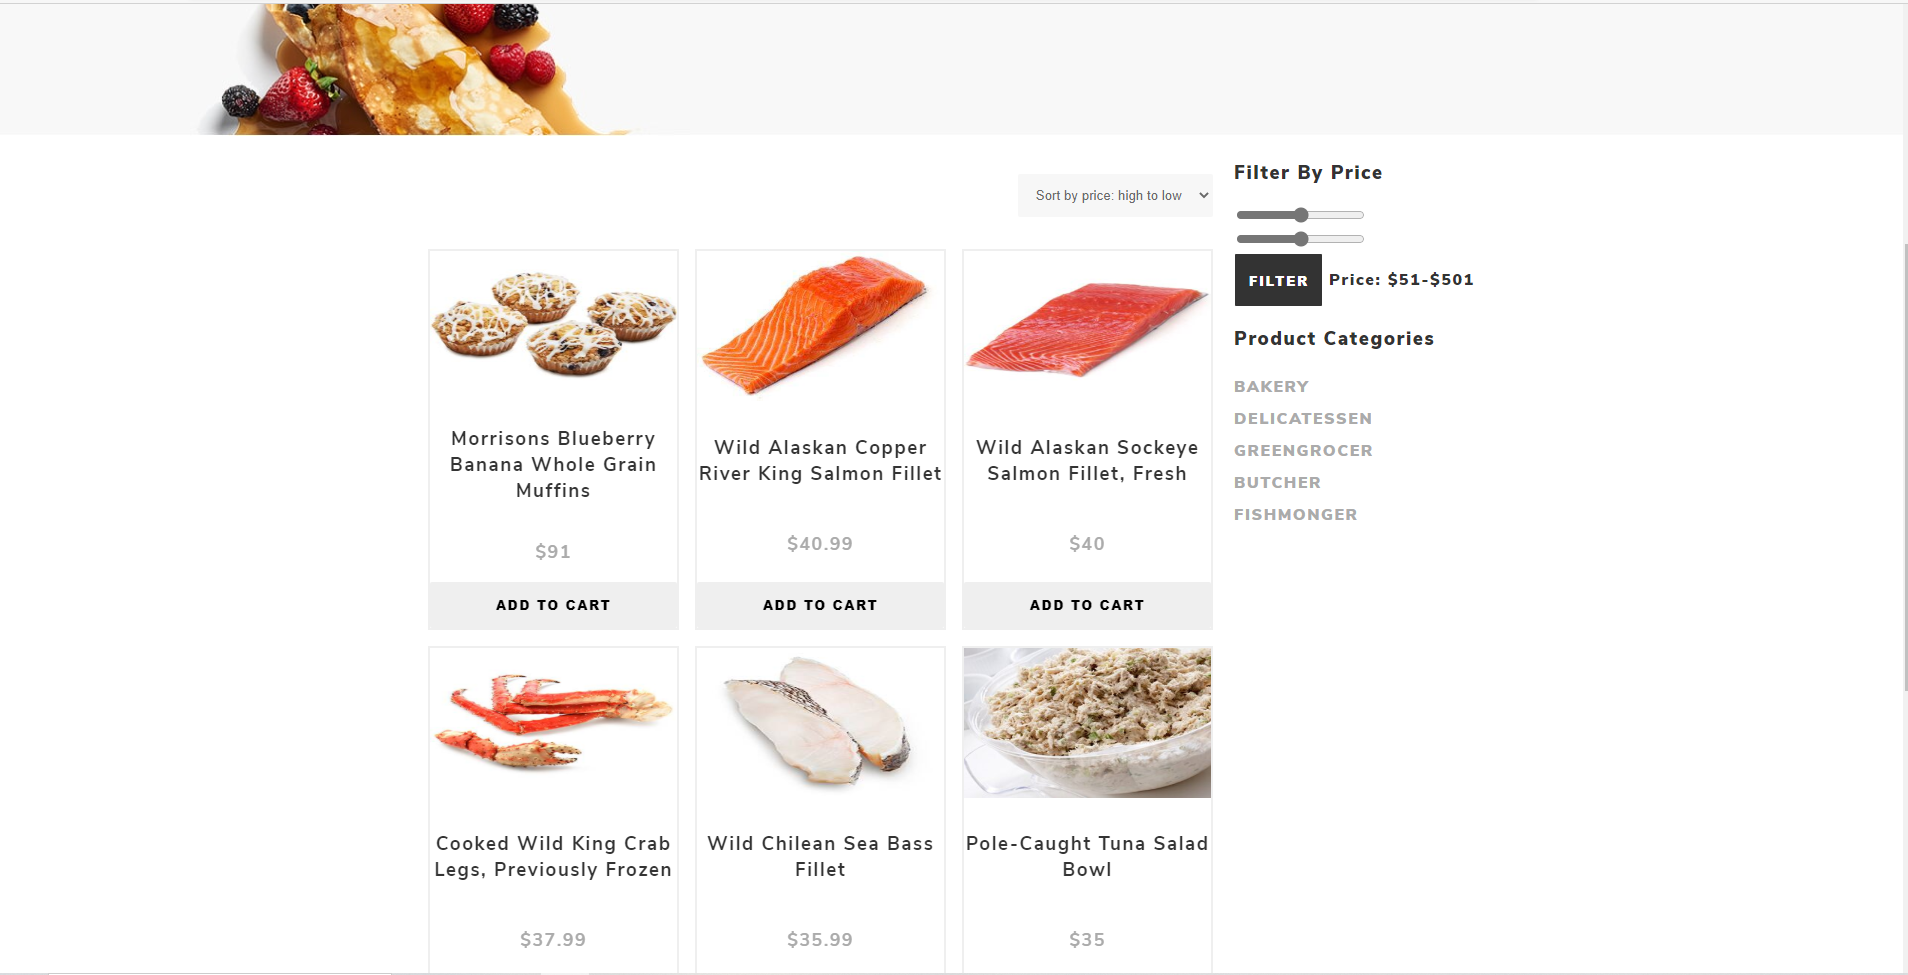 Sort by price: high to low
Filter By Price
FILTER
Price: $51-$501
Product Categories
BAKERY
DELICATESSEN
GREENGROCER
BUTCHER
FISHMONGER
Morrisons Blueberry
Banana Whole Grain
Muffins
$91
ADD TO CART
Wild Alaskan Copper
River King Salmon Fillet
$40.99
ADD TO CART
Wild Alaskan Sockeye
Salmon Fillet, Fresh
$40
ADD TO CART
Cooked Wild King Crab
Legs, Previously Frozen
$37.99
Wild Chilean Sea Bass
Fillet
$35.99
Pole-Caught Tuna Salad
Bowl
$35